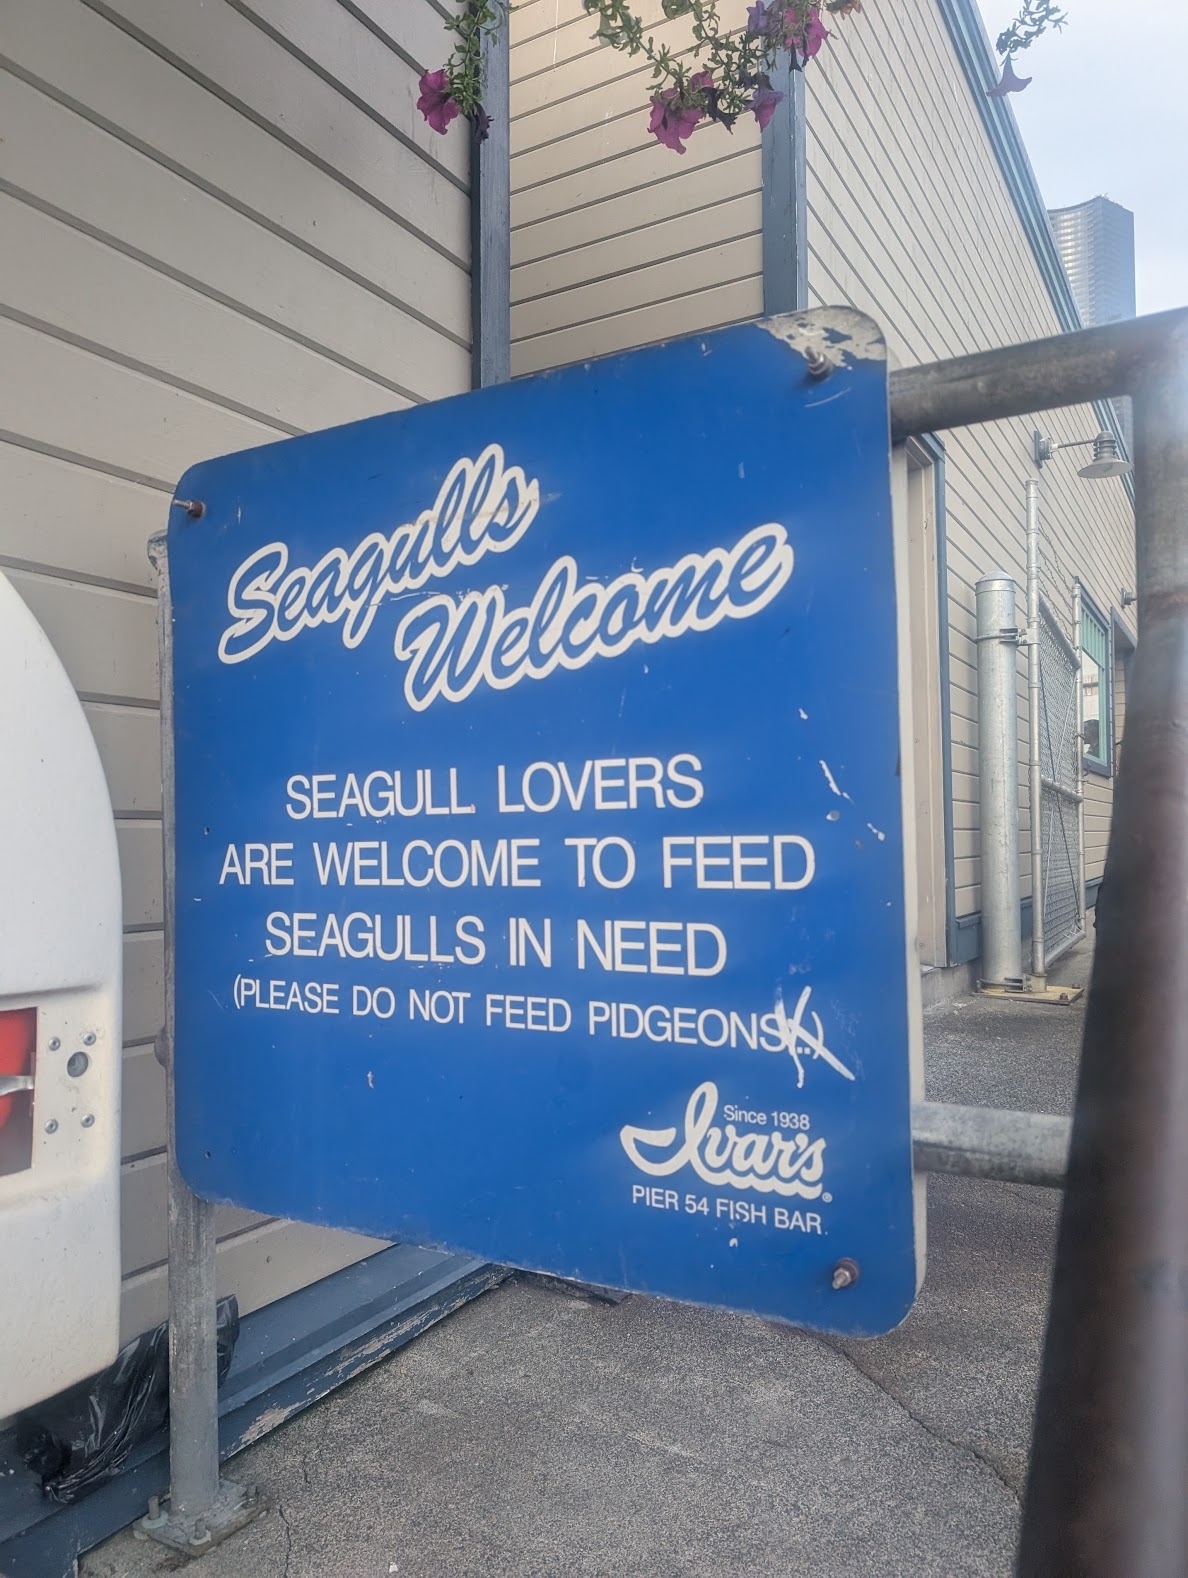 Seagulls
Welcome
SEAGULL LOVERS
ARE WELCOME TO FEED
SEAGULLS IN NEED
(PLEASE DO NOT FEED PIDGEONS)
Since 1938
Ivar's®
PIER 54 FISH BAR